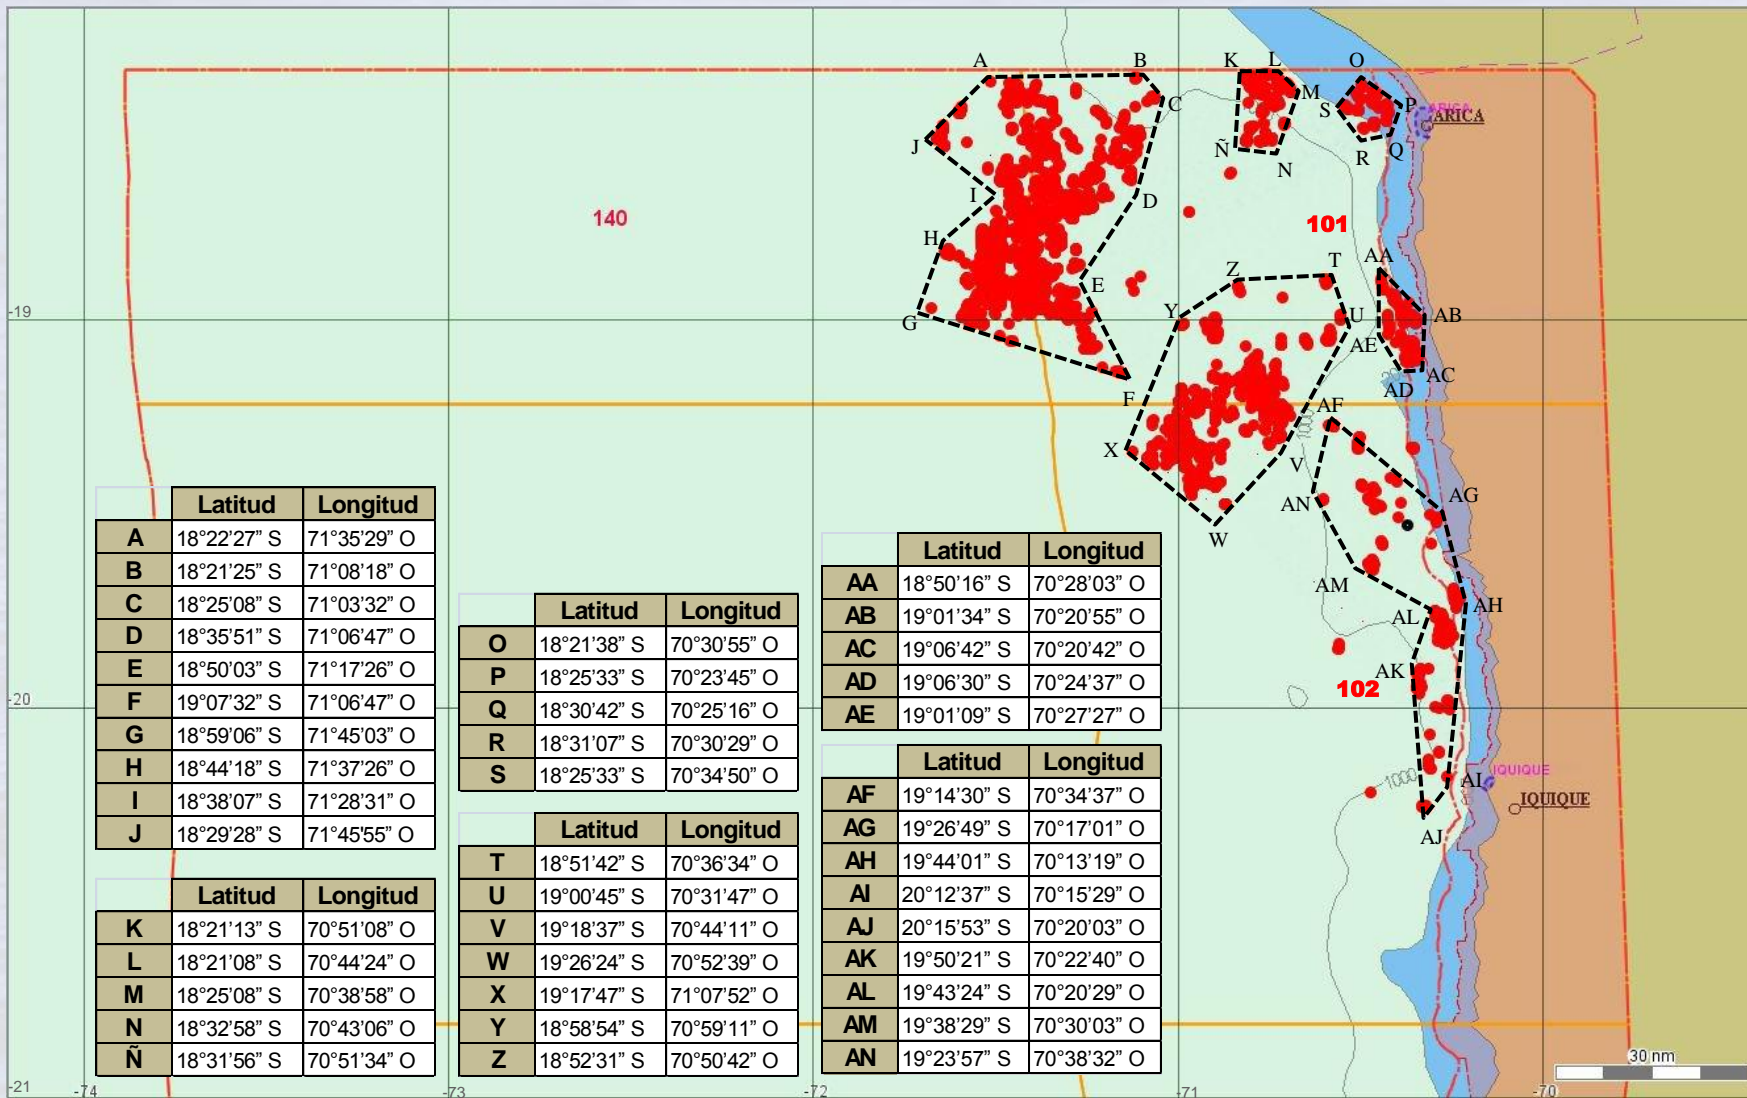 A B K L O
C M P ARICA
S ARICA
J Ñ N R Q
I D
140 101
H Z T AA
E
G Y U AB
AE
F AD AC
AF
1000
X V
AN AG
W
AM
AL AH
AK
102
1000 AI IQUIQUE
IQUIQUE
AJ
-19
-20
-21 -74 -73 -72 -71 -70
30 nm
Latitud Longitud
A 18°22'27” S 71°35'29” O
B 18°21'25” S 71°08'18” O
C 18°25'08” S 71°03'32” O
D 18°35'51” S 71°06'47” O
E 18°50'03” S 71°17'26” O
F 19°07'32” S 71°06'47” O
G 18°59'06” S 71°45'03” O
H 18°44'18” S 71°37'26” O
I 18°38'07” S 71°28'31” O
J 18°29'28” S 71°45'55” O
Latitud Longitud
K 18°21'13” S 70°51'08” O
L 18°21'08” S 70°44'24” O
M 18°25'08” S 70°38'58” O
N 18°32'58” S 70°43'06” O
Ñ 18°31'56” S 70°51'34” O
Latitud Longitud
O 18°21'38” S 70°30'55” O
P 18°25'33” S 70°23'45” O
Q 18°30'42” S 70°25'16” O
R 18°31'07” S 70°30'29” O
S 18°25'33” S 70°34'50” O
Latitud Longitud
T 18°51'42” S 70°36'34” O
U 19°00'45” S 70°31'47” O
V 19°18'37” S 70°44'11” O
W 19°26'24” S 70°52'39” O
X 19°17'47” S 71°07'52” O
Y 18°58'54” S 70°59'11” O
Z 18°52'31” S 70°50'42” O
Latitud Longitud
AA 18°50'16” S 70°28'03” O
AB 19°01'34” S 70°20'55” O
AC 19°06'42” S 70°20'42” O
AD 19°06'30” S 70°24'37” O
AE 19°01'09” S 70°27'27” O
Latitud Longitud
AF 19°14'30” S 70°34'37” O
AG 19°26'49” S 70°17'01” O
AH 19°44'01” S 70°13'19” O
AI 20°12'37” S 70°15'29” O
AJ 20°15'53” S 70°20'03” O
AK 19°50'21” S 70°22'40” O
AL 19°43'24” S 70°20'29” O
AM 19°38'29” S 70°30'03” O
AN 19°23'57” S 70°38'32” O